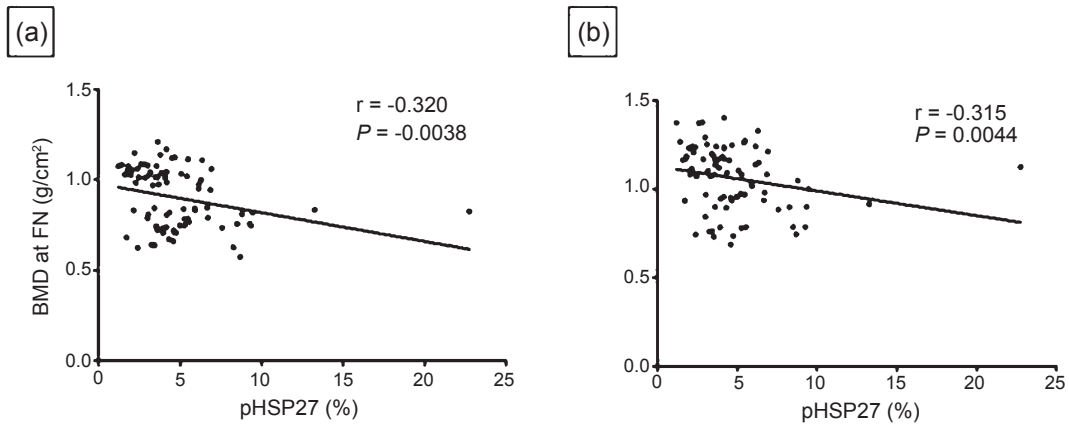 (a)
BMD at FN (g/cm²)
1.5
1.0
0.5
0.0
r = -0.320
P = -0.0038
0 5 10 15 20 25
pHSP27 (%)
(b)
1.5
1.0
0.5
0.0
r = -0.315
P = 0.0044
0 5 10 15 20 25
pHSP27 (%)